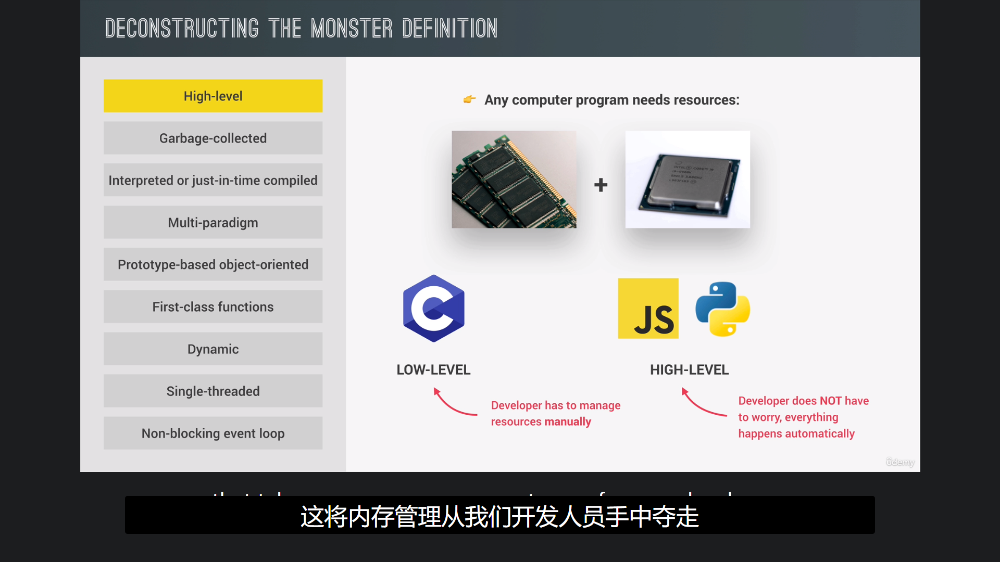 DECONSTRUCTING THE MONSTER DEFINITION
High-level
Garbage-collected
Interpreted or just-in-time compiled
Multi-paradigm
Prototype-based object-oriented
First-class functions
Dynamic
Single-threaded
Non-blocking event loop
👉 Any computer program needs resources:
+
C
JS
LOW-LEVEL
HIGH-LEVEL
Developer has to manage
resources manually
Developer does NOT have
to worry, everything
happens automatically
ûdemy
这将内存管理从我们开发人员手中夺走